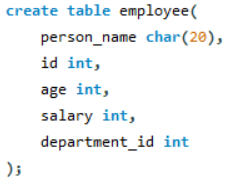 create table employee(
    person_name char(20),
    id int,
    age int,
    salary int,
    department_id int
);